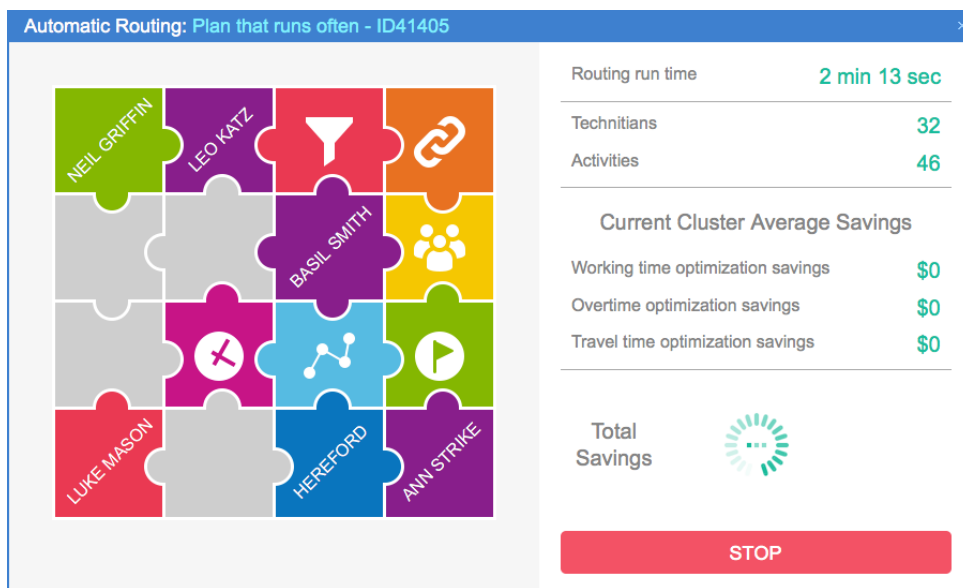 Automatic Routing: Plan that runs often - ID41405
×
NEIL GRIFFIN
LEO KATZ
BASIL SMITH
LUKE MASON
HEREFORD
ANN STRIKE
Routing run time 2 min 13 sec
Technitians 32
Activities 46
Current Cluster Average Savings
Working time optimization savings $0
Overtime optimization savings $0
Travel time optimization savings $0
Total
Savings
...
STOP